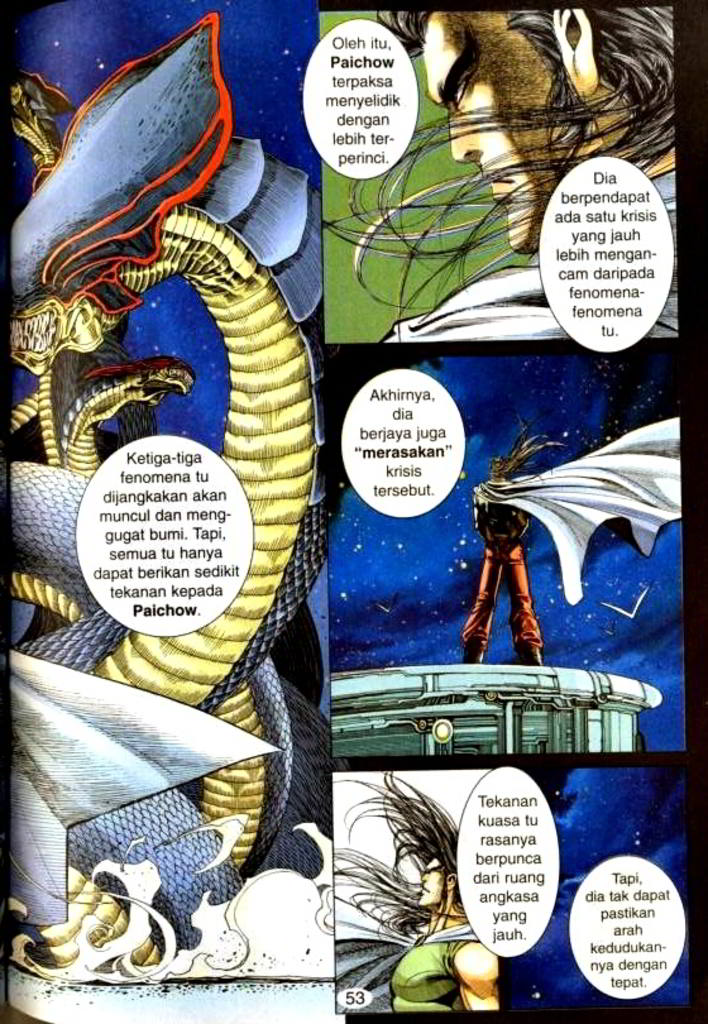 Ketiga-tiga
fenomena tu
dijangkakan akan
muncul dan meng-
gugat bumi. Tapi,
semua tu hanya
dapat berikan sedikit
tekanan kepada
Paichow.
Oleh itu,
Paichow
terpaksa
menyelidik
dengan
lebih ter-
perinci.
Dia
berpendapat
ada satu krisis
yang jauh
lebih mengan-
cam daripada
fenomena-
fenomena
tu.
Akhirnya,
dia
berjaya juga
"merasakan"
krisis
tersebut.
Tekanan
kuasa tu
rasanya
berpunca
dari ruang
angkasa
yang
jauh.
Tapi,
dia tak dapat
pastikan
arah
kedudukan-
nya dengan
tepat.
53